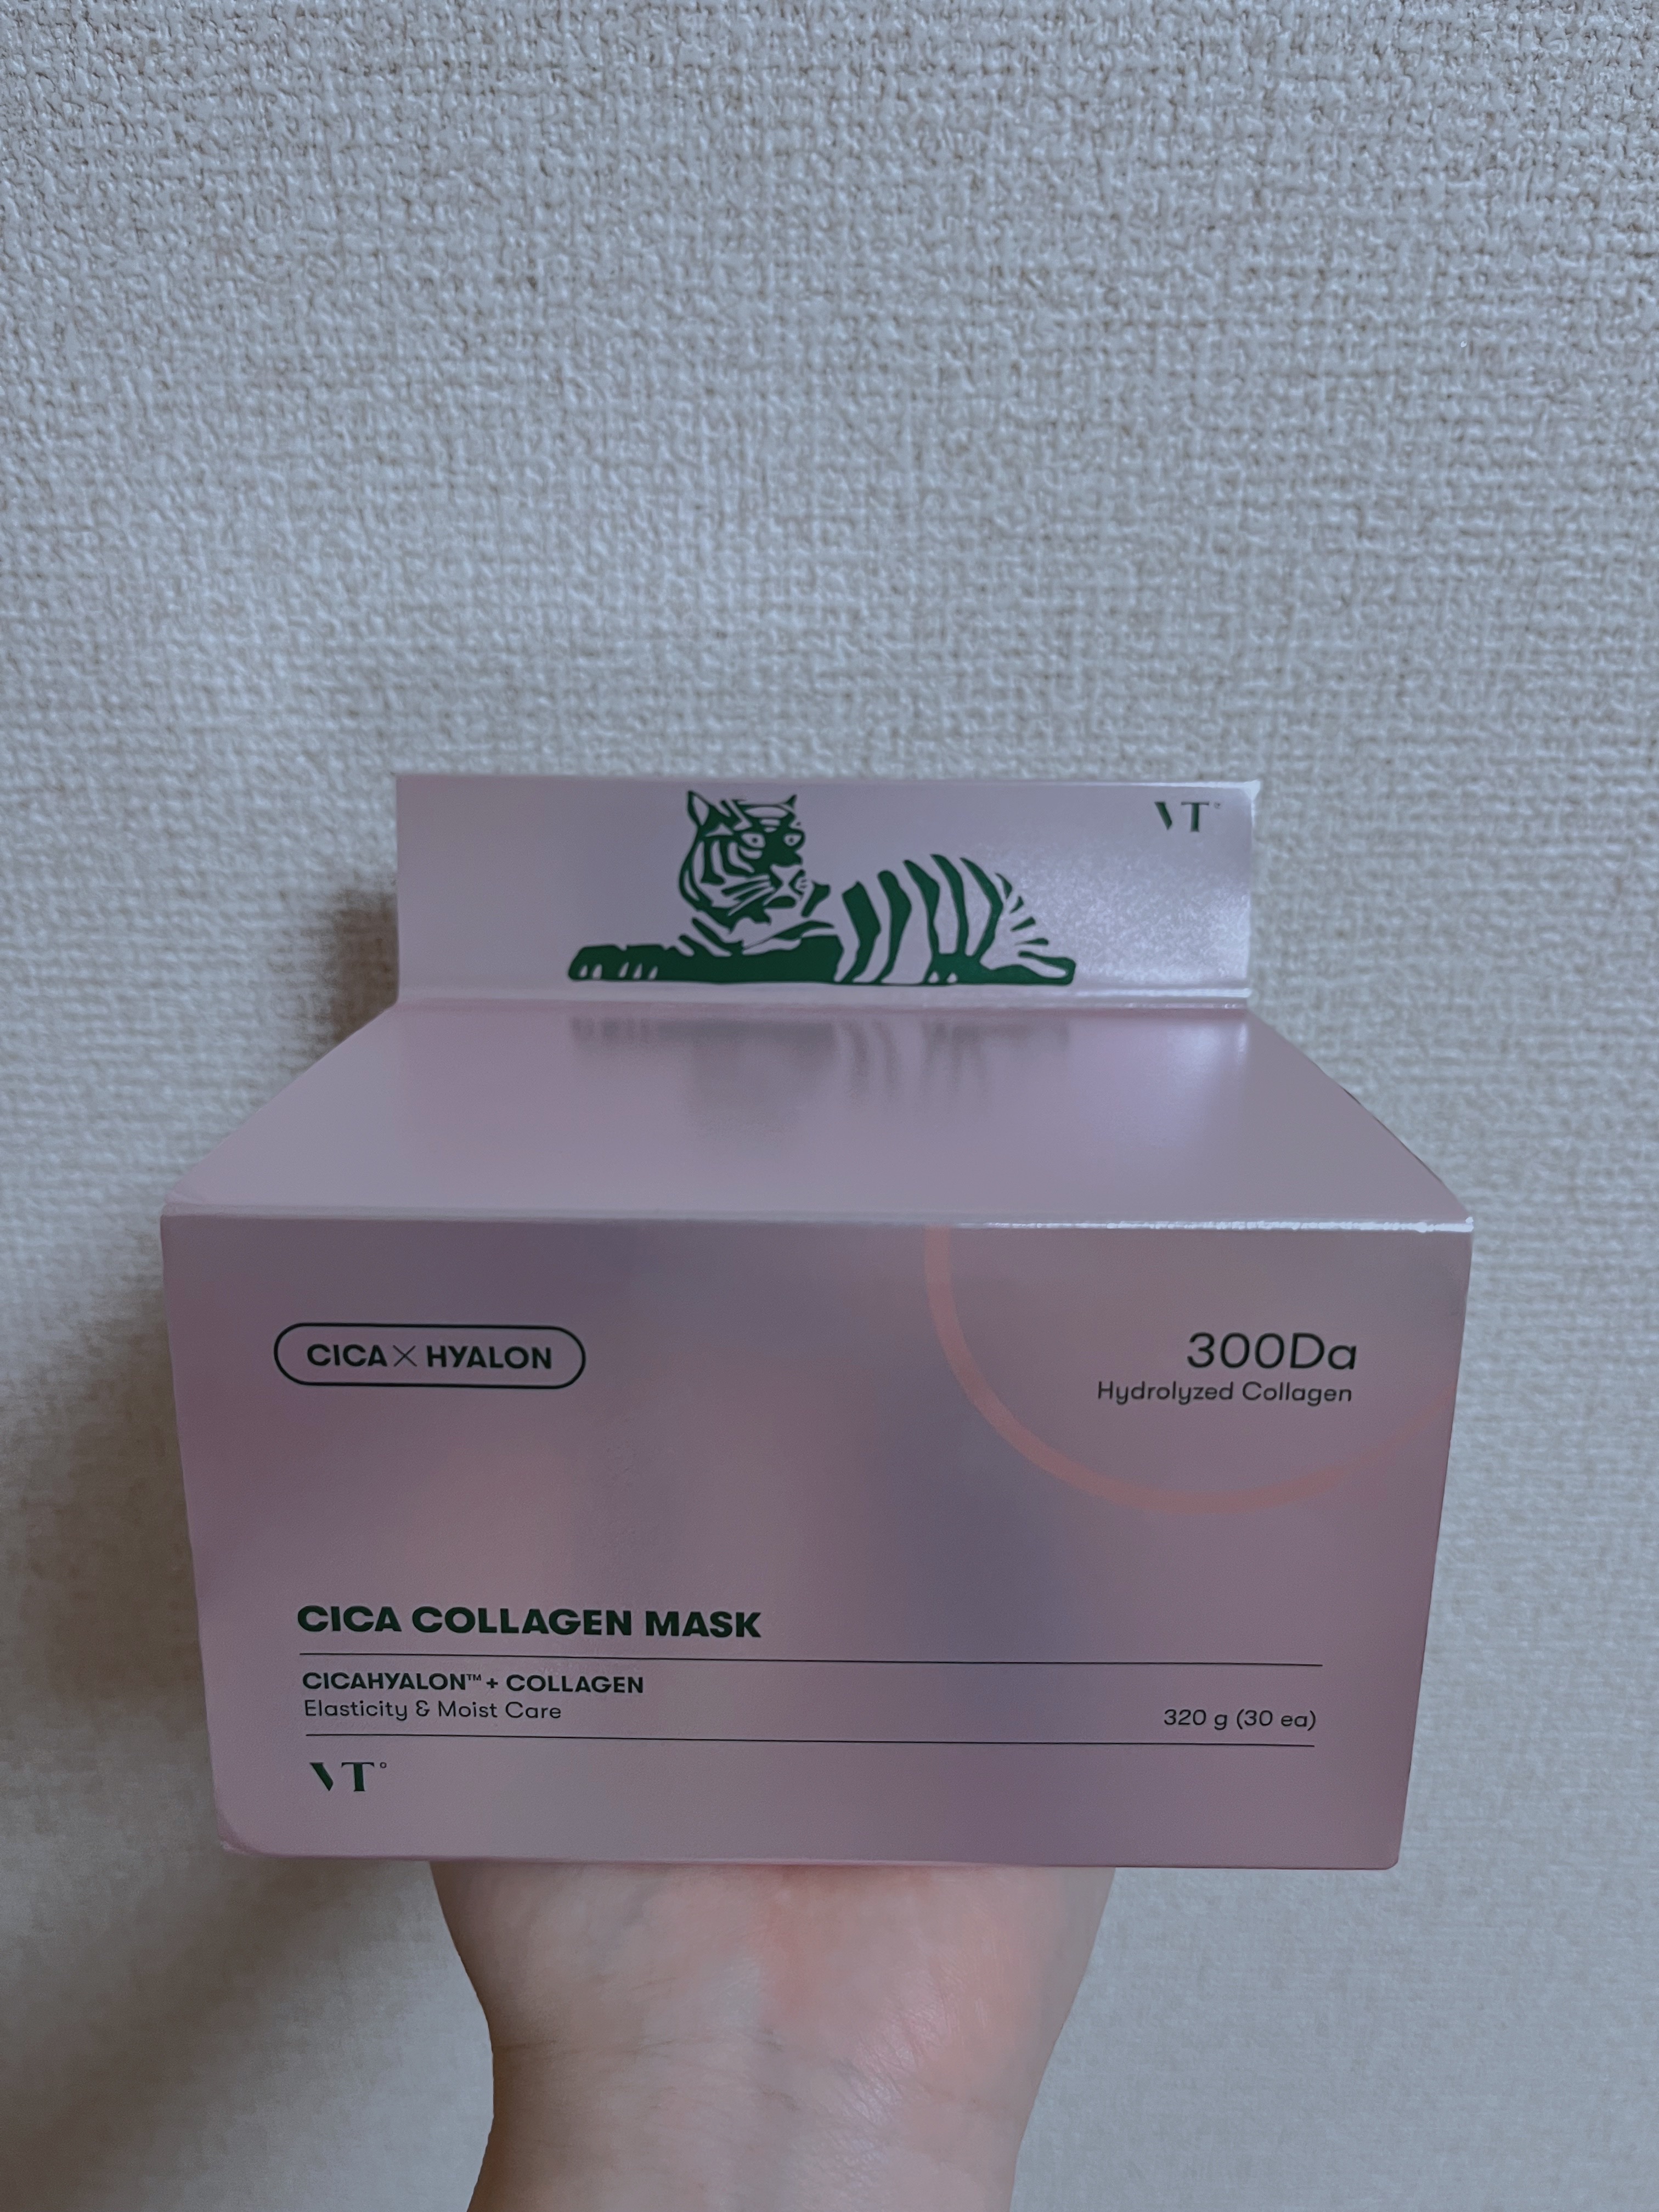 VT
CICA X HYALON
300Da
Hydrolyzed Collagen
CICA COLLAGEN MASK
CICAHYALON™ + COLLAGEN
Elasticity & Moist Care
320 g (30 ea)
VT